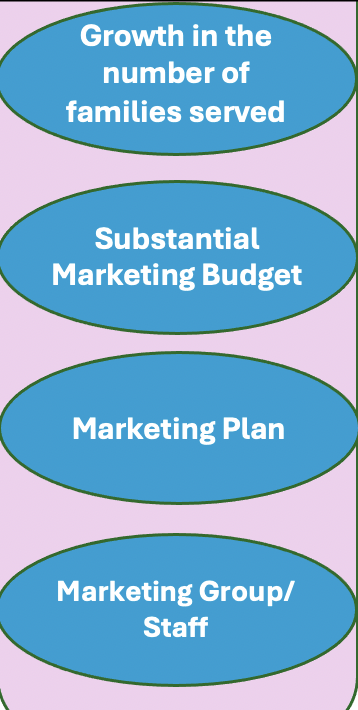 Growth in the
number of
families served
Substantial
Marketing Budget
Marketing Plan
Marketing Group/
Staff